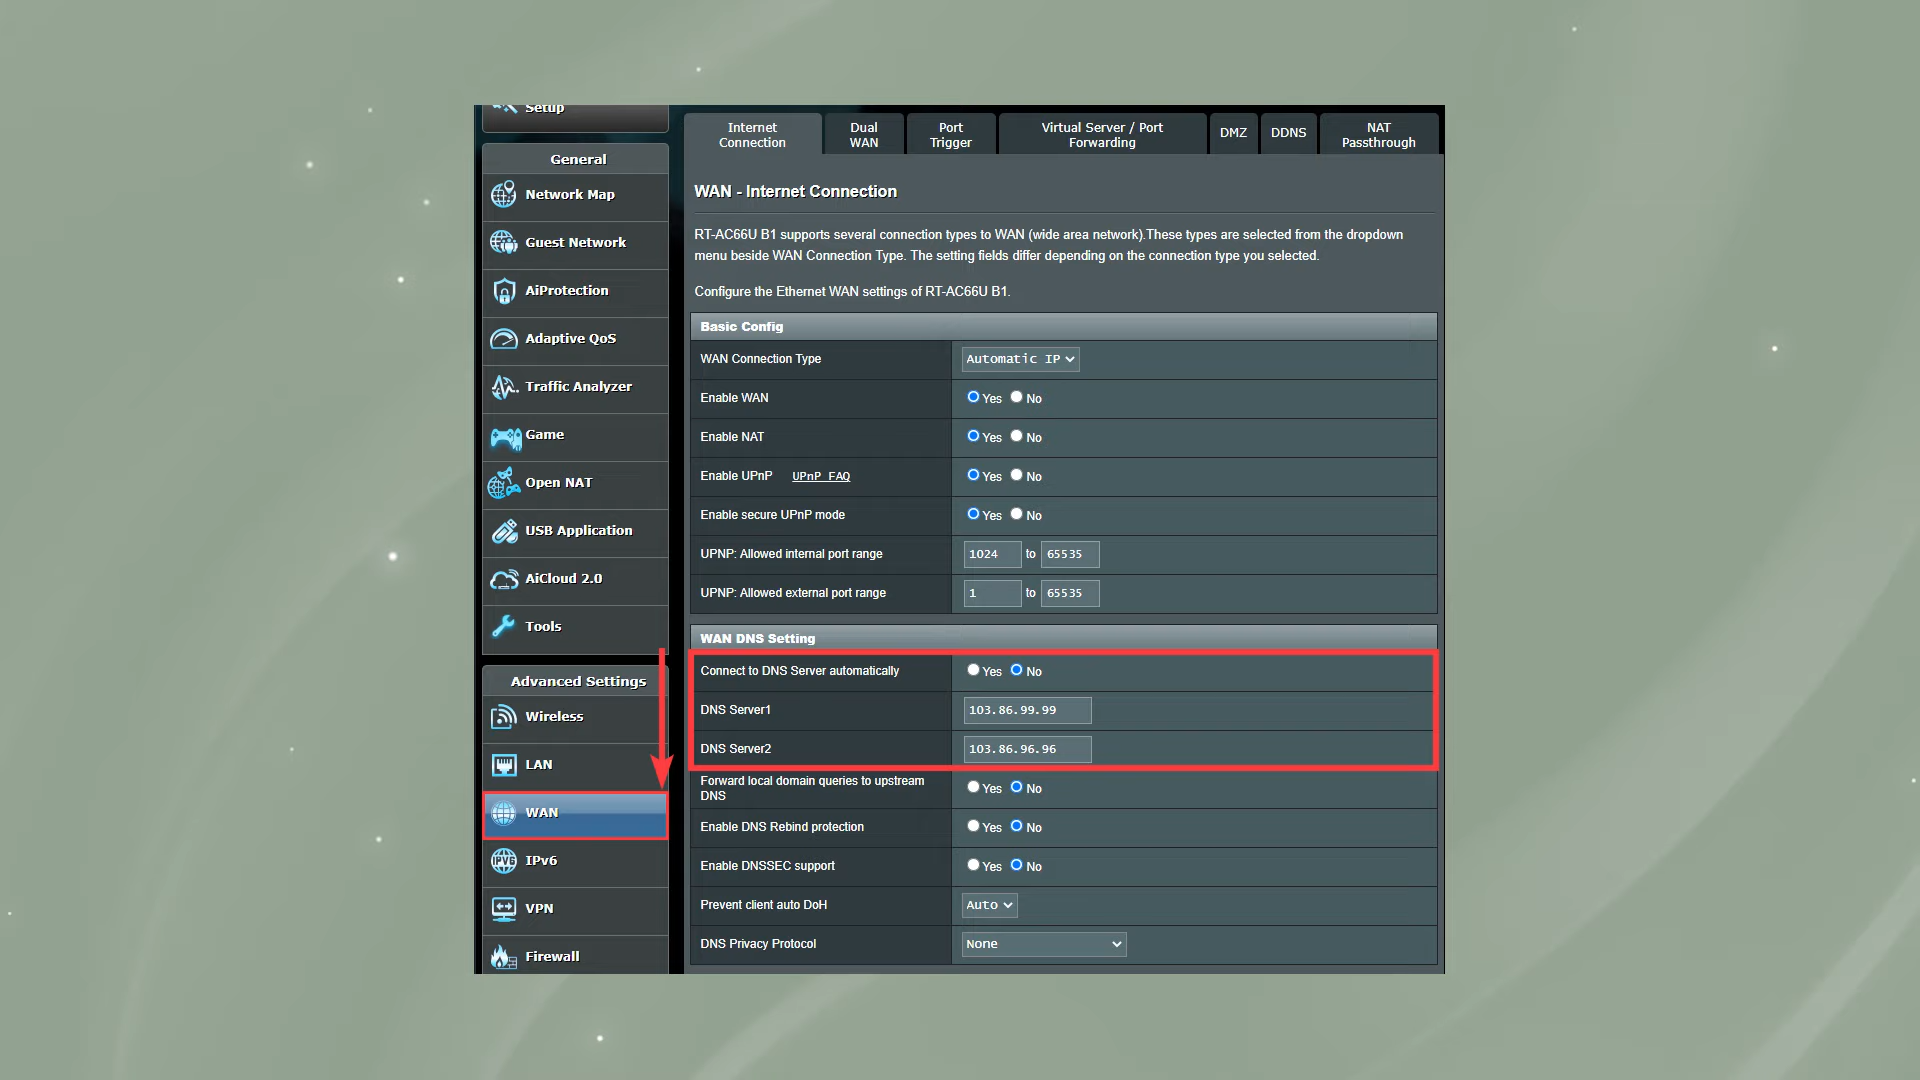 Setup
General
Network Map
Guest Network
AiProtection
Adaptive QoS
Traffic Analyzer
Game
Open NAT
USB Application
AiCloud 2.0
Tools
Advanced Settings
Wireless
LAN
WAN
IPv6
VPN
Firewall
Internet
Connection
Dual
WAN
Port
Trigger
Virtual Server / Port
Forwarding
DMZ
DDNS
NAT
Passthrough
WAN - Internet Connection
RT-AC66U B1 supports several connection types to WAN (wide area network).These types are selected from the dropdown
menu beside WAN Connection Type. The setting fields differ depending on the connection type you selected.
Configure the Ethernet WAN settings of RT-AC66U B1.
Basic Config
WAN Connection Type Automatic IP
Enable WAN Yes No
Enable NAT Yes No
Enable UPnP UPnP FAQ Yes No
Enable secure UPnP mode Yes No
UPNP: Allowed internal port range 1024 to 65535
UPNP: Allowed external port range 1 to 65535
WAN DNS Setting
Connect to DNS Server automatically Yes No
DNS Server1 103.86.99.99
DNS Server2 103.86.96.96
Forward local domain queries to upstream
DNS Yes No
Enable DNS Rebind protection Yes No
Enable DNSSEC support Yes No
Prevent client auto DoH Auto
DNS Privacy Protocol None